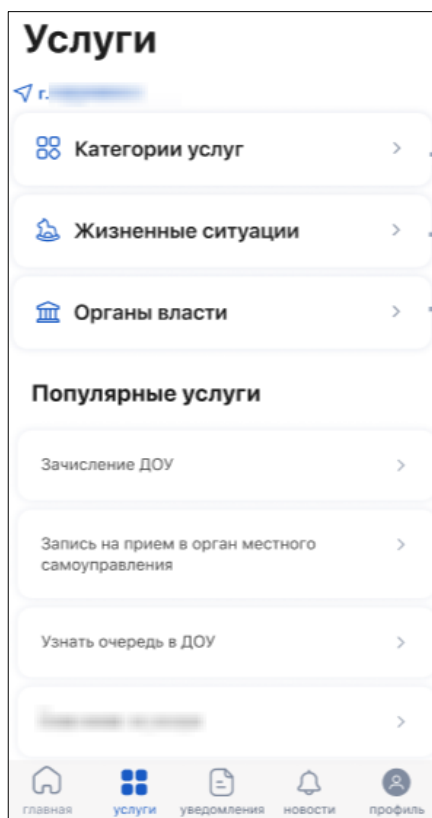 Услуги
г.
Категории услуг
Жизненные ситуации
Органы власти
Популярные услуги
Зачисление ДОУ
Запись на прием в орган местного
самоуправления
Узнать очередь в ДОУ
главная услуги уведомления новости профиль